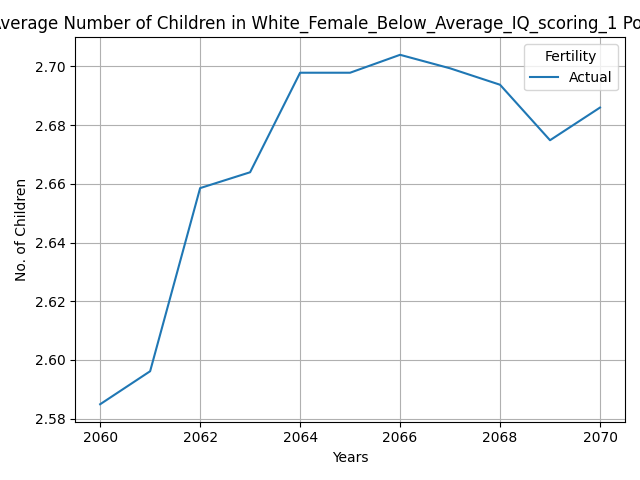 Average Number of Children in White_Female_Below_Average_IQ_scoring_1 Po
Fertility
Actual
No. of Children
2.70
2.68
2.66
2.64
2.62
2.60
2.58
2060 2062 2064 2066 2068 2070
Years